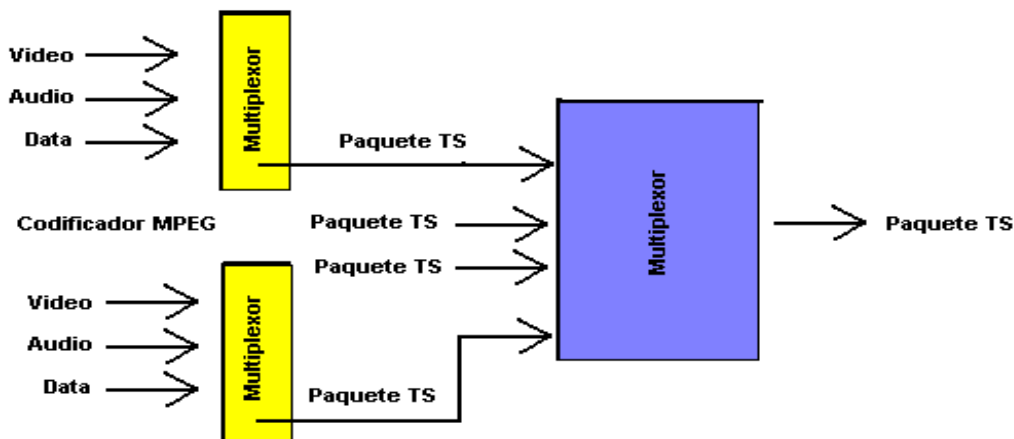 Video
Audio
Data
Multiplexor
Paquete TS
Codificador MPEG
Paquete TS
Paquete TS
Multiplexor
Paquete TS
Video
Audio
Data
Multiplexor
Paquete TS